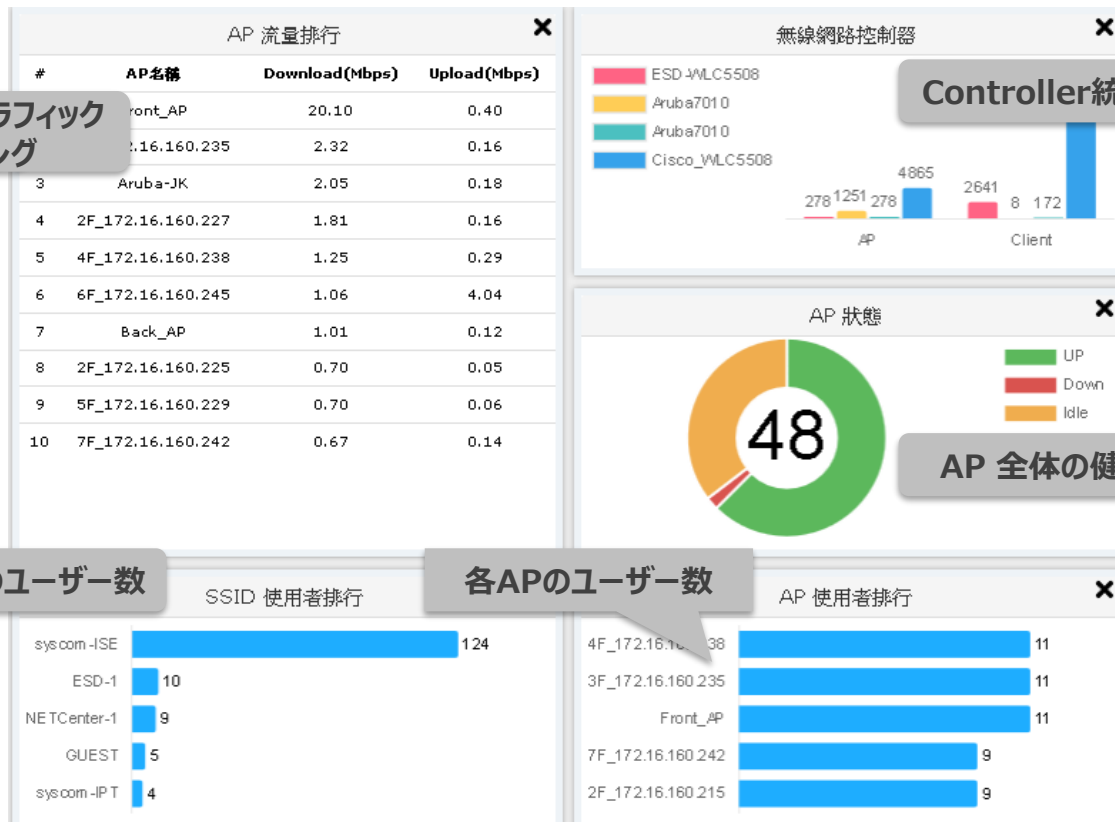 AP 流量排行
# AP名稱 Download(Mbps) Upload(Mbps)
ront_AP 20.10 0.40
.16.160.235 2.32 0.16
3 Aruba-JK 2.05 0.18
4 2F_172.16.160.227 1.81 0.16
5 4F_172.16.160.238 1.25 0.29
6 6F_172.16.160.245 1.06 4.04
7 Back_AP 1.01 0.12
8 2F_172.16.160.225 0.70 0.05
9 5F_172.16.160.229 0.70 0.06
10 7F_172.16.160.242 0.67 0.14
ラフィック
ング
無線網路控制器
ESD-WLC5508
Aruba7010
Aruba7010
Cisco_WLC5508
Controller統
278 1251 278 4865
2641 8 172
AP Client
AP 狀態
UP
Down
Idle
48
AP 全体の健
のユーザー数
SSID 使用者排行
syscom-ISE 124
ESD-1 10
NETCenter-1 9
GUEST 5
syscom-IPT 4
各APのユーザー数
AP 使用者排行
4F_172.16.16 38 11
3F_172.16.160.235 11
Front_AP 11
7F_172.16.160.242 9
2F_172.16.160.215 9